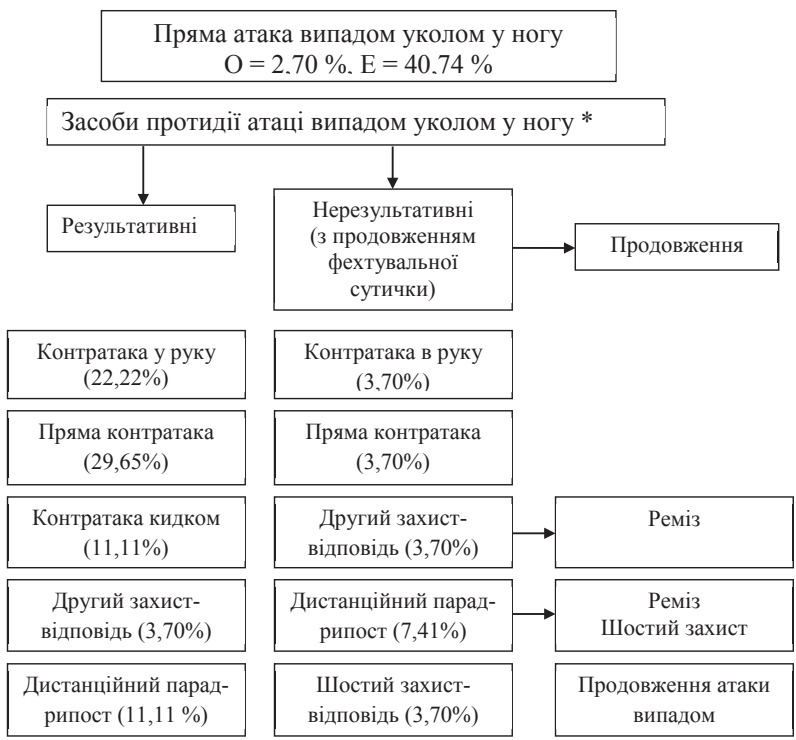 Пряма атака випадом уколом у ногу
О = 2,70 %, Е = 40,74 %
Засоби протидії атаці випадом уколом у ногу *
Результативні
Нерезультативні
(з продовженням
фехтувальної
сутички)
Продовження
Контратака у руку
(22,22%)
Контратака в руку
(3,70%)
Пряма контратака
(29,65%)
Пряма контратака
(3,70%)
Контратака кидком
(11,11%)
Другий захист-
відповідь (3,70%)
Реміз
Другий захист-
відповідь (3,70%)
Дистанційний парад-
рипост (7,41%)
Реміз
Шостий захист
Дистанційний парад-
рипост (11,11 %)
Шостий захист-
відповідь (3,70%)
Продовження атаки
випадом